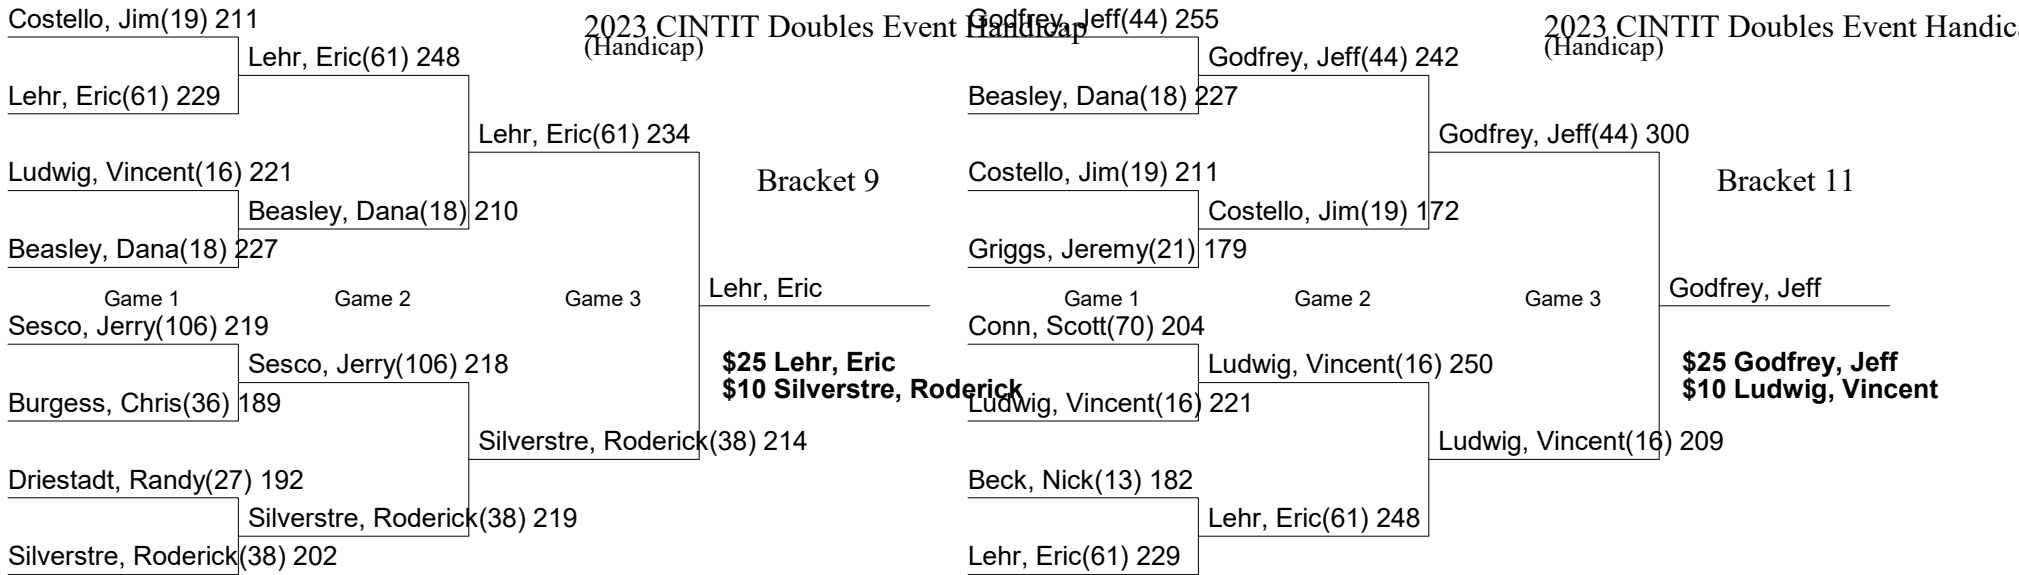 2023 CINTIT Doubles Event Handicap
(Handicap)
Bracket 9
Costello, Jim(19) 211
Lehr, Eric(61) 229
Ludwig, Vincent(16) 221
Beasley, Dana(18) 227
Game 1
Sesco, Jerry(106) 219
Burgess, Chris(36) 189
Driestadt, Randy(27) 192
Silverstre, Roderick(38) 202
Lehr, Eric(61) 248
Beasley, Dana(18) 210
Game 2
Sesco, Jerry(106) 218
Silverstre, Roderick(38) 219
Lehr, Eric(61) 234
Game 3
Silverstre, Roderick(38) 214
Lehr, Eric
$25 Lehr, Eric
$10 Silverstre, Roderick
2023 CINTIT Doubles Event Handic
(Handicap)
Bracket 11
Godfrey, Jeff(44) 255
Beasley, Dana(18) 227
Costello, Jim(19) 211
Griggs, Jeremy(21) 179
Game 1
Conn, Scott(70) 204
Ludwig, Vincent(16) 221
Beck, Nick(13) 182
Lehr, Eric(61) 229
Godfrey, Jeff(44) 242
Costello, Jim(19) 172
Game 2
Ludwig, Vincent(16) 250
Lehr, Eric(61) 248
Godfrey, Jeff(44) 300
Game 3
Ludwig, Vincent(16) 209
Godfrey, Jeff
$25 Godfrey, Jeff
$10 Ludwig, Vincent